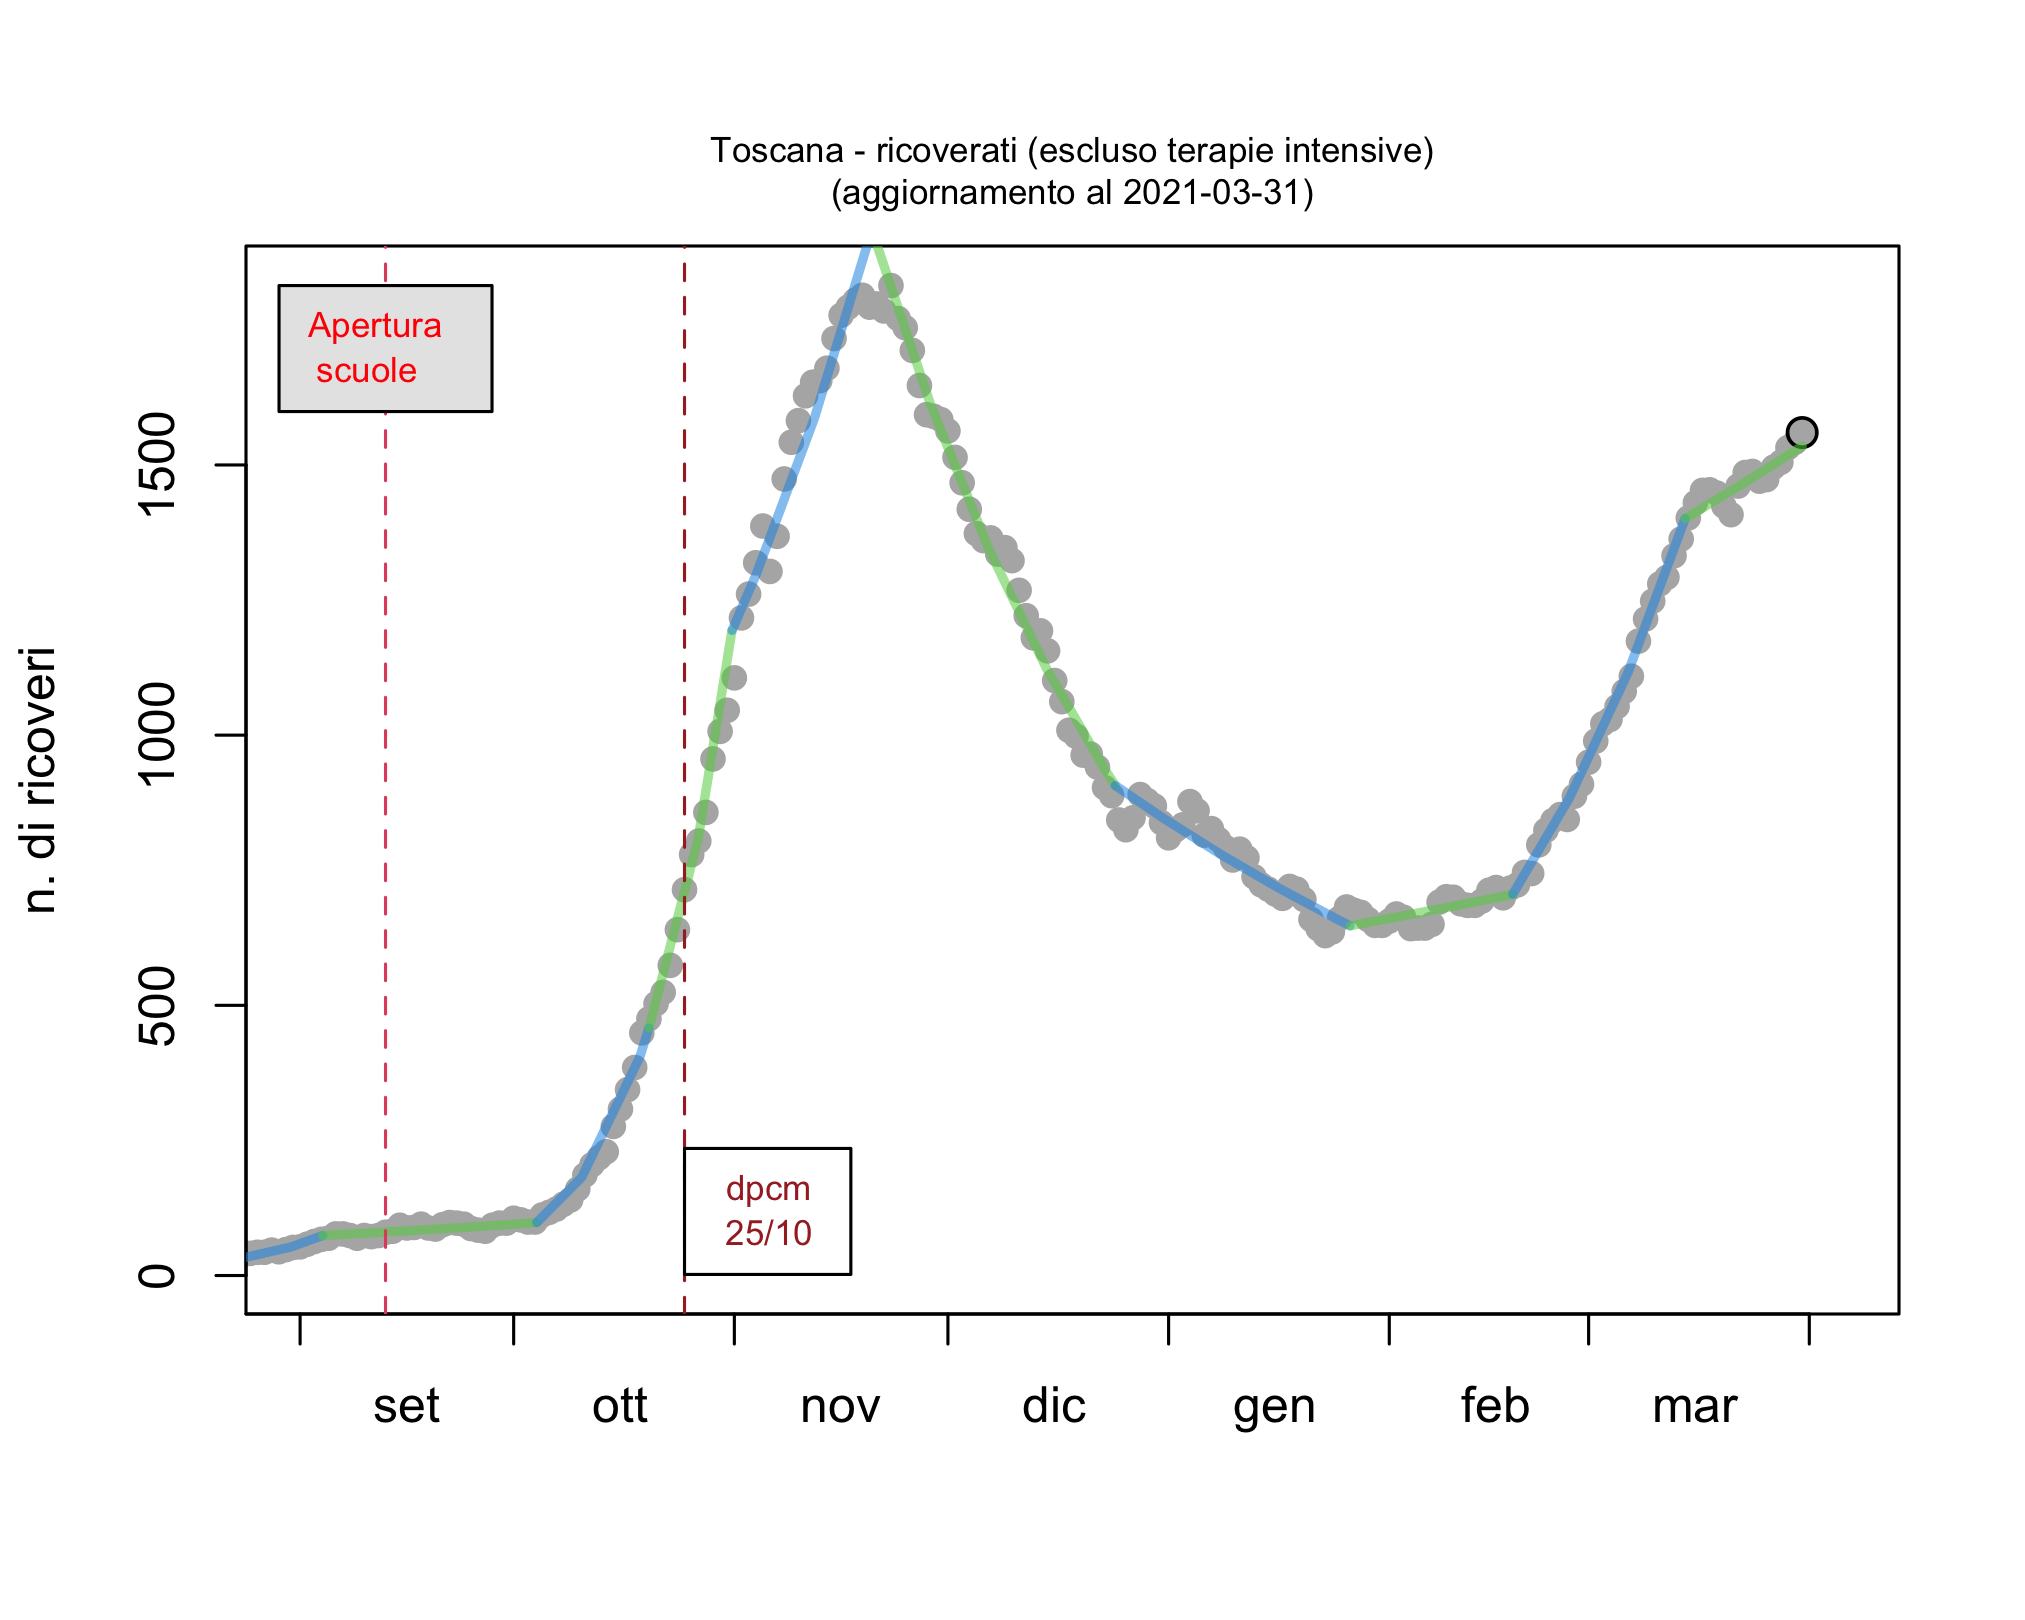 Toscana - ricoverati (escluso terapie intensive)
(aggiornamento al 2021-03-31)
Apertura
scuole
n. di ricoveri
1500
1000
500
0
dpcm
25/10
set ott nov dic gen feb mar